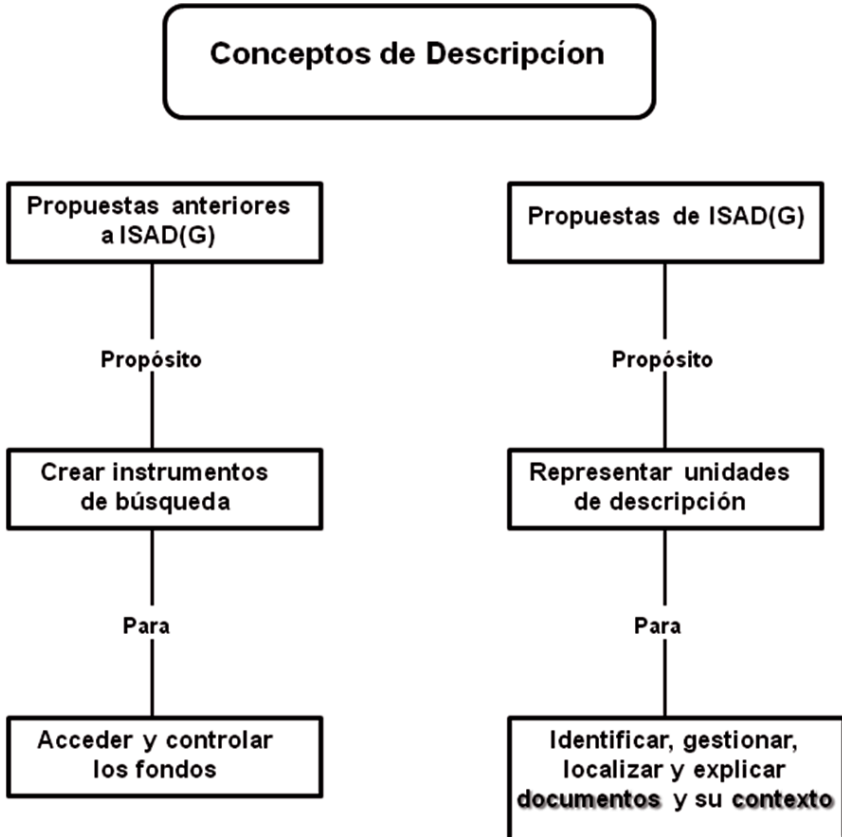 Conceptos de Descripcíon
Propuestas anteriores
a ISAD(G)
Propósito
Crear instrumentos
de búsqueda
Para
Acceder y controlar
los fondos
Propuestas de ISAD(G)
Propósito
Representar unidades
de descripción
Para
Identificar, gestionar,
localizar y explicar
documentos y su contexto